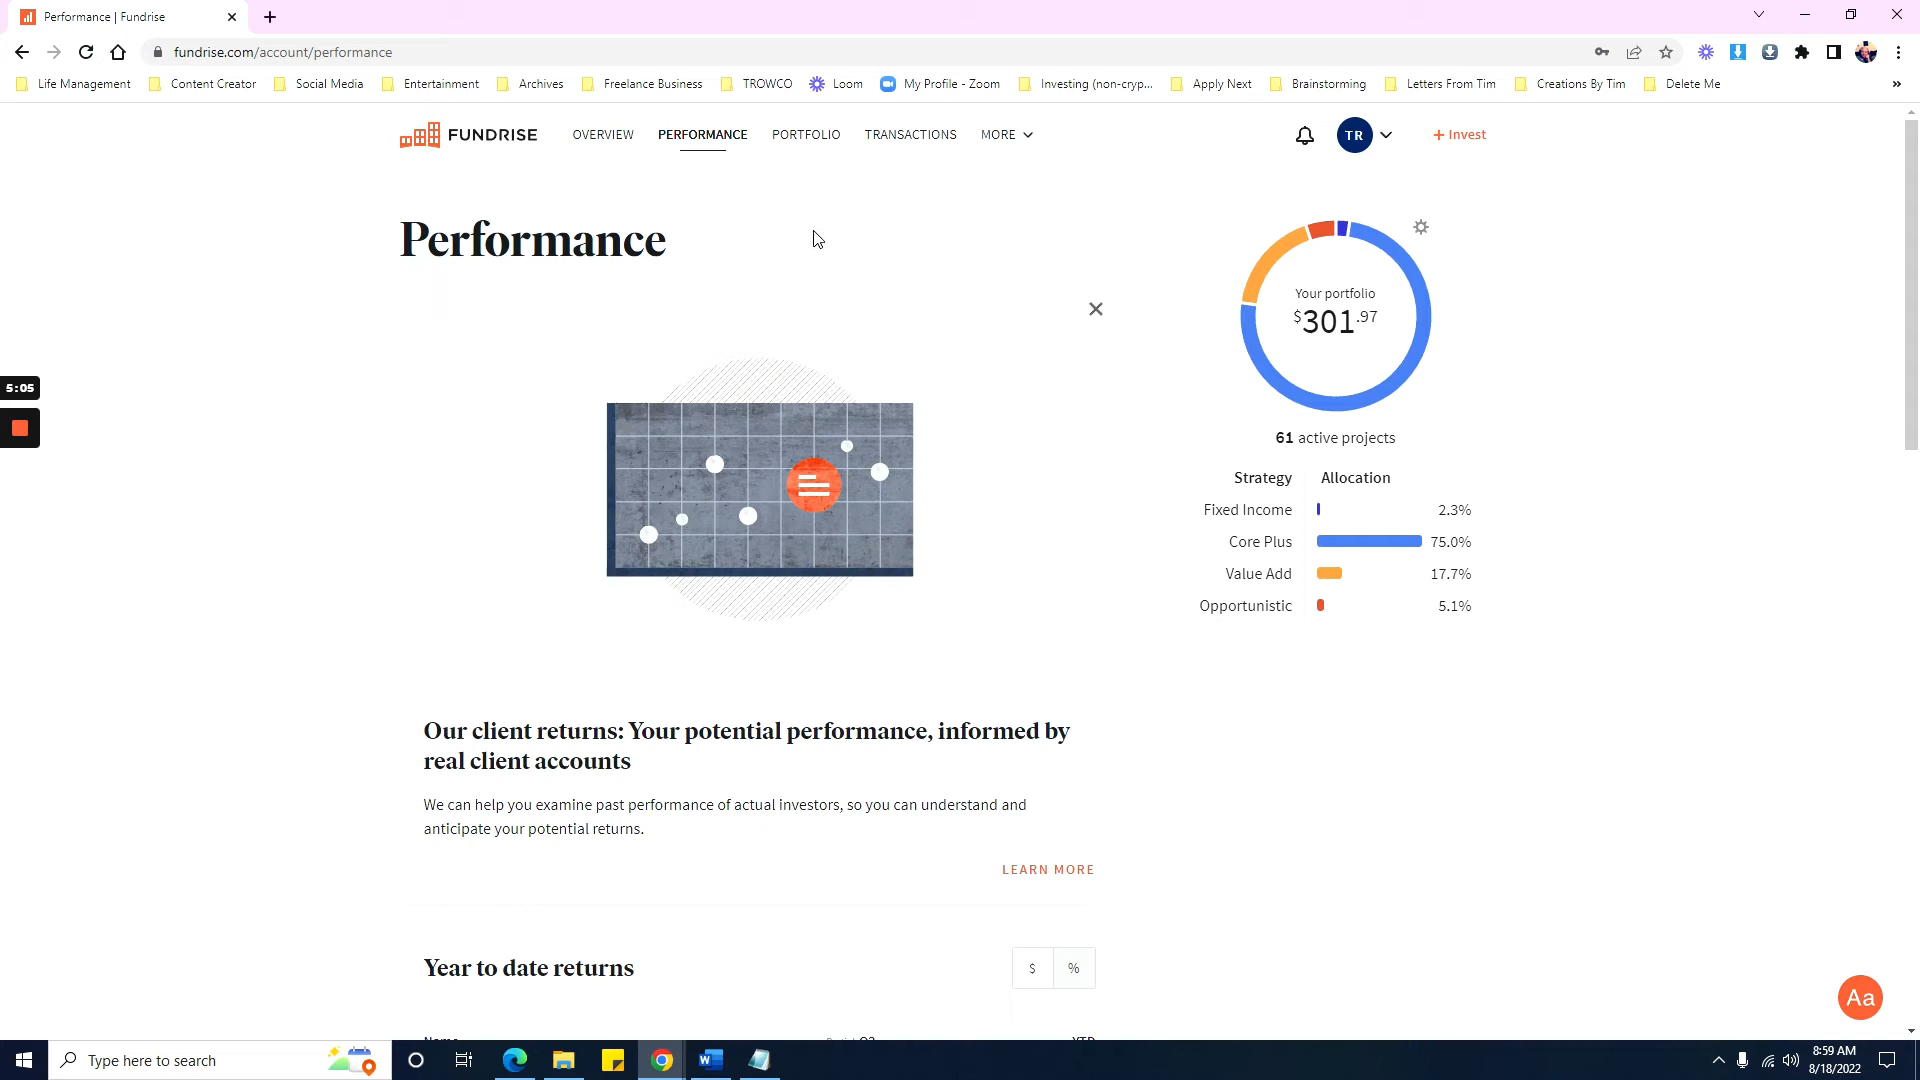 Performance | Fundrise
fundrise.com/account/performance
Life Management
Content Creator
Social Media
Entertainment
Archives
Freelance Business
TROWCO
Loom
My Profile - Zoom
Investing (non-cryp...
Apply Next
Brainstorming
Letters From Tim
Creations By Tim
Delete Me
»
FUNDRISE
OVERVIEW
PERFORMANCE
PORTFOLIO
TRANSACTIONS
MORE
TR
+ Invest
Performance
Your portfolio
$301.97
61 active projects
5:05
Strategy Allocation
Fixed Income 2.3%
Core Plus 75.0%
Value Add 17.7%
Opportunistic 5.1%
Our client returns: Your potential performance, informed by
real client accounts
We can help you examine past performance of actual investors, so you can understand and
anticipate your potential returns.
LEARN MORE
Year to date returns
$ %
Aa
Name
Q2
YTD
Type here to search
8:59 AM
8/18/2022